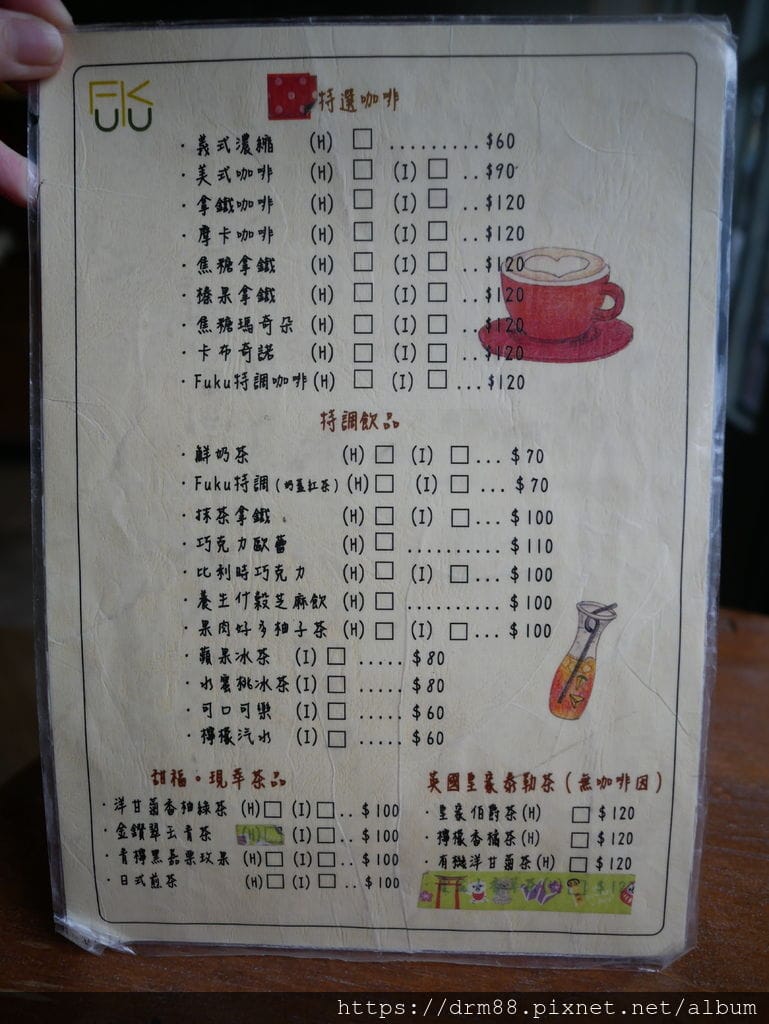 FUKU
特選咖啡
·義式濃縮 (H) □ .........$60
·美式咖啡 (H) □ (I) □ ..$90
·拿鐵咖啡 (H) □ (I) □ ..$120
·摩卡咖啡 (H) □ (I) □ ..$120
·焦糖拿鐵 (H) □ (I) □ ..$120
·榛果拿鐵 (H) □ (I) □ ..$120
·焦糖瑪奇朵 (H) □ (I) □ ..$120
·卡布奇諾 (H) □ (I) □ ..$120
·Fuku特調咖啡(H) □ (I) □ ...$120
特調飲品
·鮮奶茶 (H) □ (I) □ ... $70
·Fuku特調(奶蓋紅茶) (H) □ (I) □ ... $70
·抹茶拿鐵 (H) □ (I) □ ... $100
·巧克力歐蕾 (H) □ .......... $110
·比利時巧克力 (H) □ (I) □ ... $100
·養生什穀芝麻飲 (H) □ .......... $100
·果肉好多柚子茶 (H) □ (I) □ ... $100
·蘋果冰茶 (I) □ ..... $80
·水蜜桃冰茶(I) □ ..... $80
·可口可樂 (I) □ ..... $60
·檸檬汽水 (I) □ ..... $60
甜福。現萃茶品
·洋甘菊香柚綠茶 (H)□ (I)□.. $100
·金鑽翠玉青茶 (H)□ (I)□.. $100
·青檸黑嘉栗玫果 (H)□ (I)□.. $100
·日式煎茶 (H)□ (I)□.. $100
英國皇家泰勒茶(無咖啡因)
·皇家伯爵茶(H) □ $120
·檸檬香橘茶(H) □ $120
·有機洋甘菊茶(H) □ $120
https://drm88.pixnet.net/album